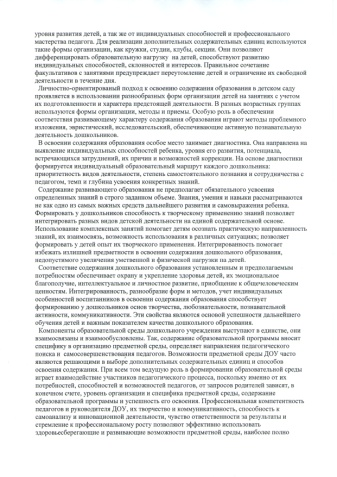 уровня развития детей, а так же от индивидуальных способностей и профессионального
мастерства педагога. Для реализации дополнительных содержательных единиц используются
такие формы организации, как кружки, студии, клубы, секции. Они позволяют
дифференцировать образовательную нагрузку на детей, способствуют развитию
индивидуальных способностей, склонностей и интересов. Правильное сочетание
факультативов с занятиями предупреждает переутомление детей и ограничение их свободной
деятельности в течение дня.
Личностно-ориентированный подход к освоению содержания образования в детском саду
проявляется в использовании разнообразных форм организации детей на занятиях с учетом
их подготовленности и характера предстоящей деятельности. В разных возрастных группах
используются формы организации, методы и приемы. Особую роль в обеспечении
соответствия развивающему характеру содержания образования играют методы проблемного
изложения, эвристический, исследовательский, обеспечивающие активную познавательную
деятельность дошкольников.
В освоении содержания образования особое место занимает диагностика. Она направлена на
выявление индивидуальных способностей ребенка, уровня его развития, потенциала,
встречающихся затруднений, их причин и возможностей коррекции. На основе диагностики
формируется индивидуальный образовательный маршрут каждого дошкольника:
приоритетность видов деятельности, степень самостоятельного познания и сотрудничества с
педагогом, темп и глубина усвоения конкретных знаний.
Содержание развивающего образования не предполагает обязательного усвоения
определенных знаний в строго заданном объеме. Знания, умения и навыки рассматриваются
не как одно из самых важных средств дальнейшего развития и самовыражения ребенка.
Формировать у дошкольников способность к творческому применению знаний позволяет
интегрированность разных видов детской деятельности на единой содержательной основе.
Использование комплексных занятий помогает детям осознать практическую направленность
знаний, их взаимосвязь, возможность использования в различных ситуациях; позволяет
формировать у детей опыт их творческого применения. Интегрированность помогает
избежать излишней предметности в освоении содержания дошкольного образования,
недопустимого увеличения умственной и физической нагрузки на детей.
Соответствие содержания дошкольного образования установленным и предполагаемым
потребностям обеспечивает охрану и укрепление здоровья детей, их эмоциональное
благополучие, интеллектуальное и личностное развитие, приобщение к общечеловеческим
ценностям. Интегрированность, разнообразие форм и методов, учет индивидуальных
особенностей воспитанников в освоении содержания образования способствует
формированию у дошкольников основ творчества, любознательности, познавательной
активности, коммуникативности. Эти свойства являются основой успешности дальнейшего
обучения детей и важным показателем качества дошкольного образования.
Компоненты образовательной среды дошкольного учреждения выступают в единстве, они
взаимосвязаны и взаимообусловлены. Так, содержание образовательной программы вносит
специфику в организацию предметной среды, определяет направления педагогического
поиска и самосовершенствования педагогов. Возможности предметной среды ДОУ часто
являются решающими в выборе дополнительных содержательных единиц и способов
освоения содержания. При всем том ведущую роль в формировании образовательной среды
играет взаимодействие участников педагогического процесса, поскольку именно от их
потребностей, способностей и возможностей педагогов, от запросов родителей зависят, в
конечном счете, уровень организации и специфика предметной среды, содержание
образовательной программы и успешность его освоения. Профессиональная компетентность
педагогов и руководителя ДОУ, их творчество и коммуникативность, способность к
самоанализу в инновационной деятельности, чувство ответственности за результаты и
стремление к профессиональному росту позволяют эффективно использовать
здоровьесберегающие и развивающие возможности предметной среды, наиболее полно